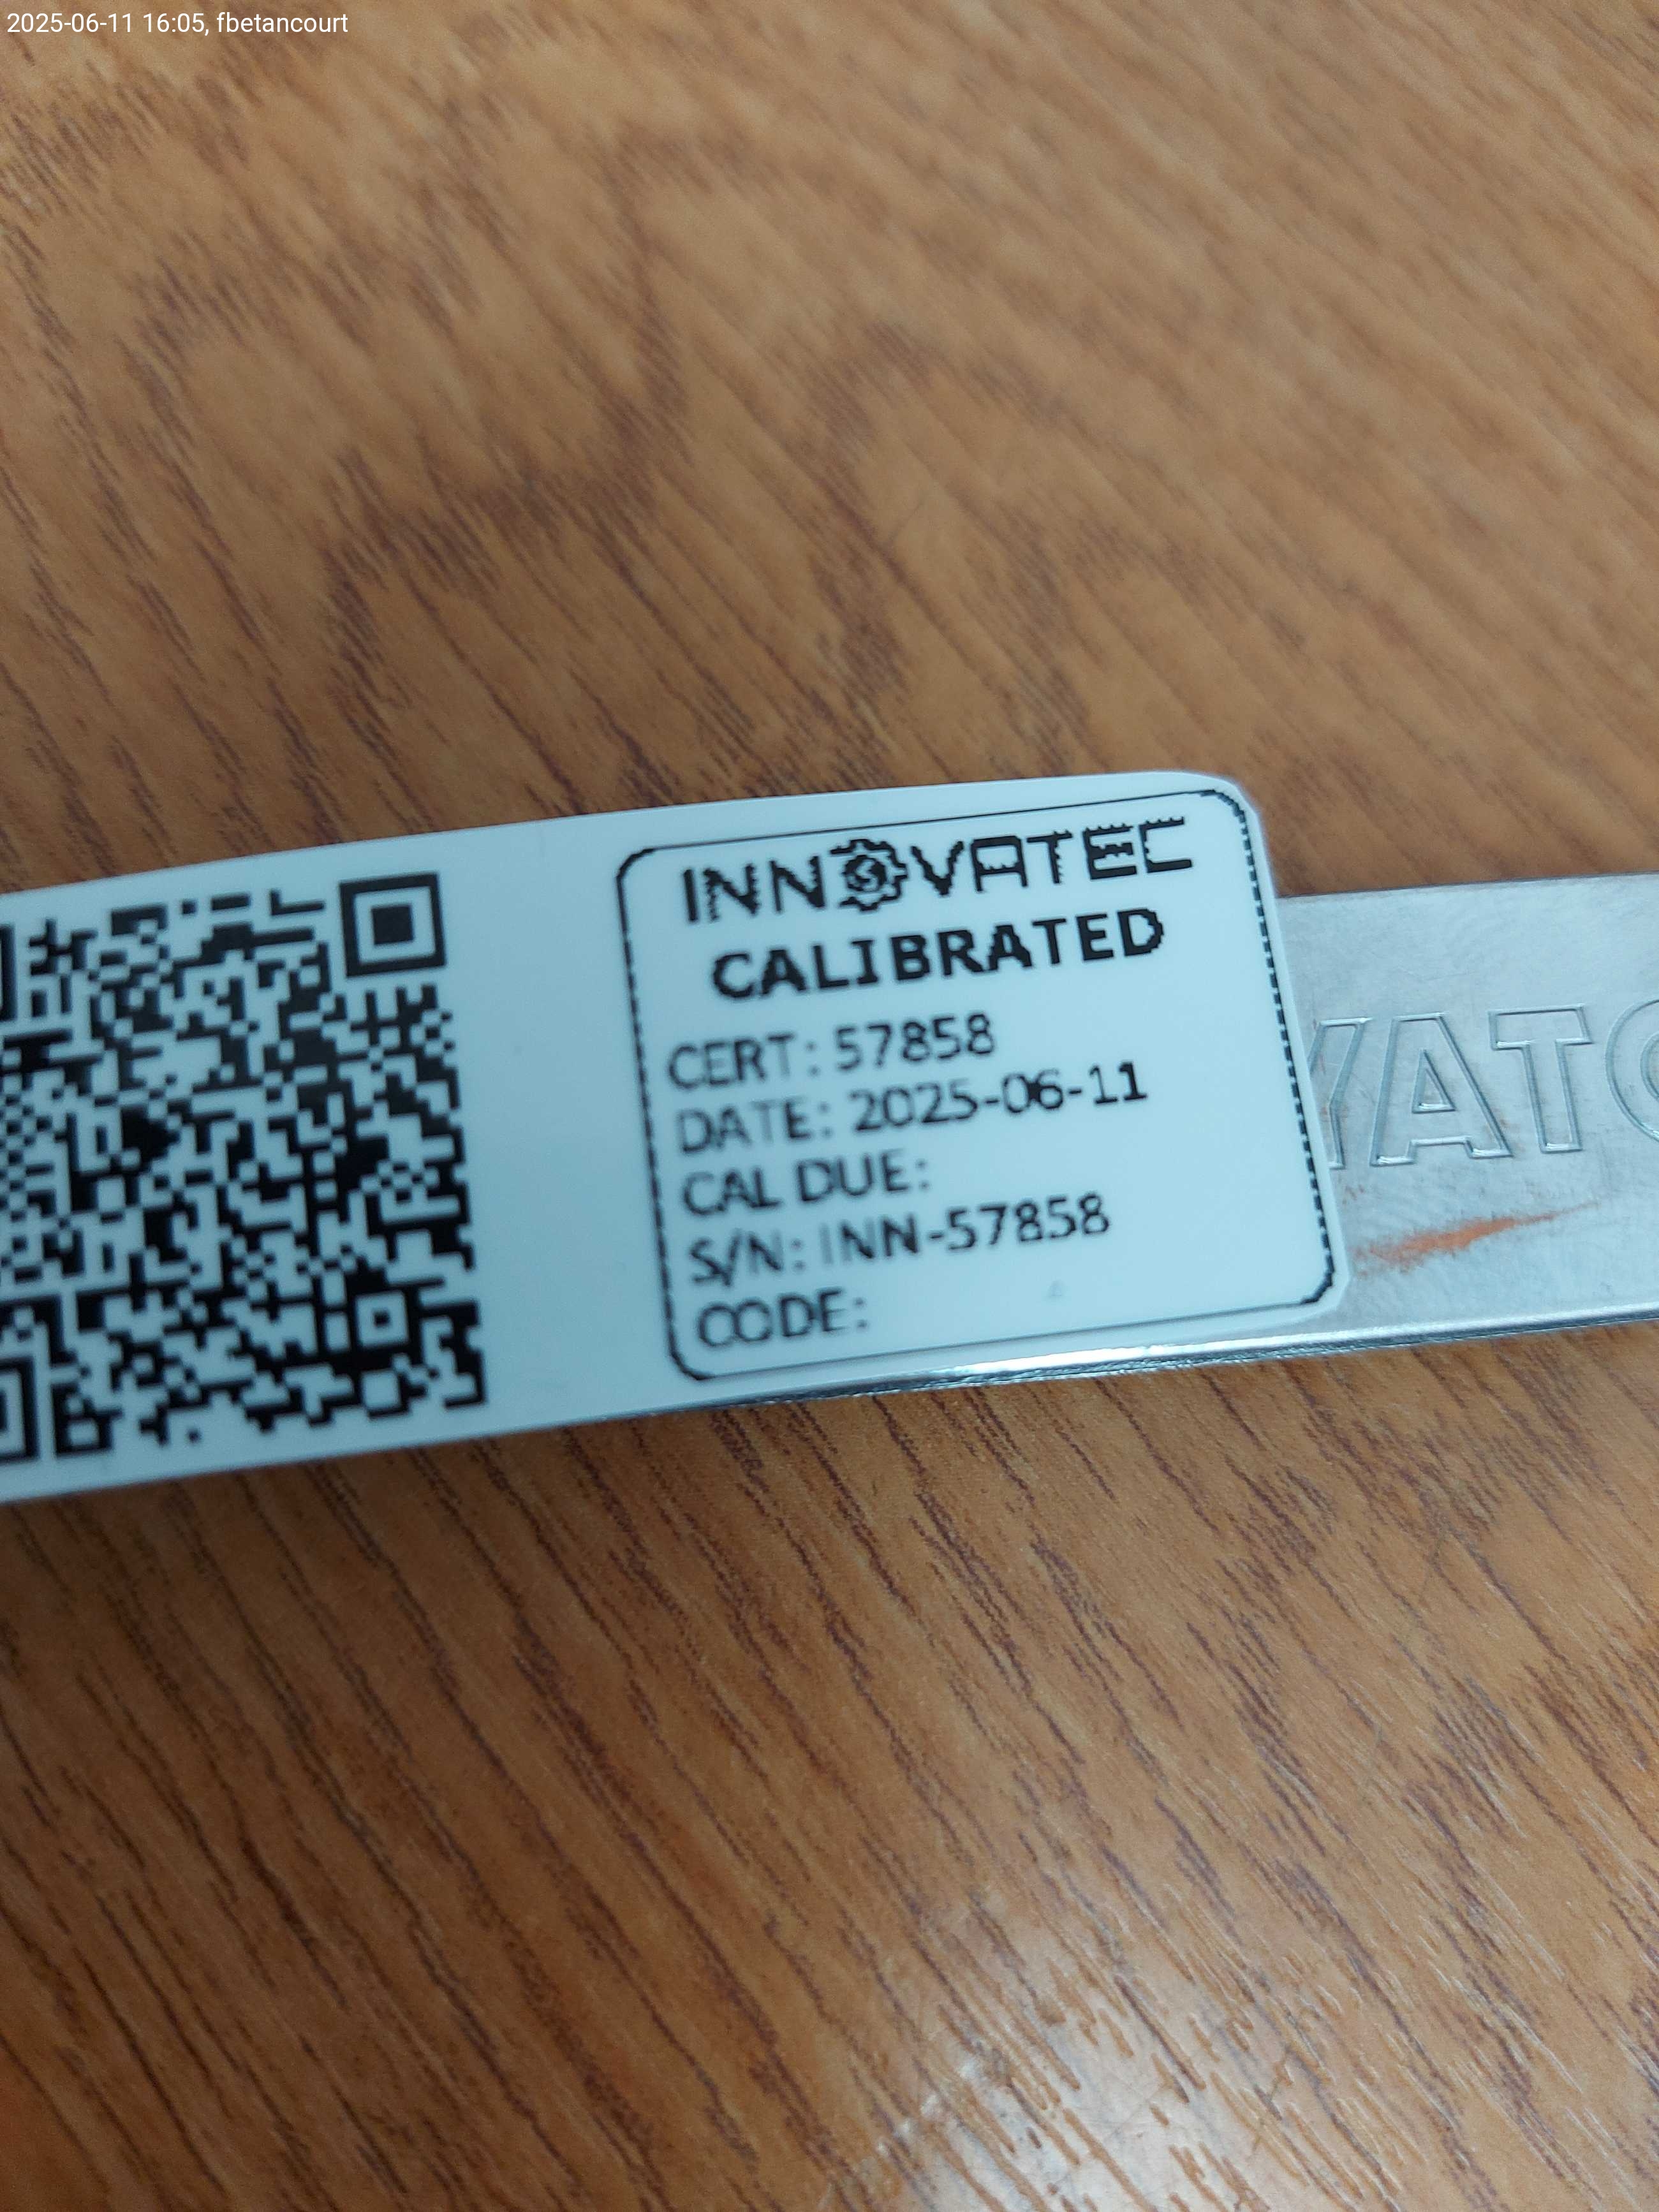 2025-06-11 16:05, fbetancourt
INNOVATEC
CALIBRATED
CERT: 57858
DATE: 2025-06-11
CAL DUE:
S/N: INN-57858
CODE:
YATO